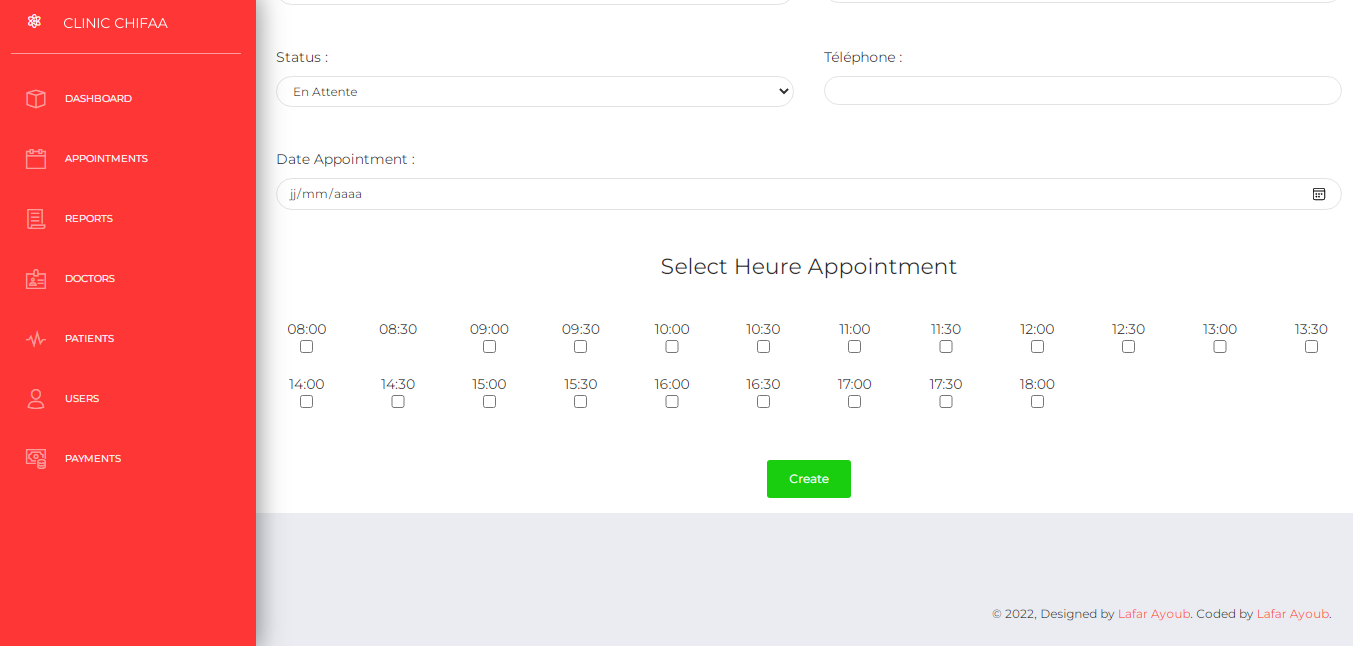 CLINIC CHIFAA
DASHBOARD
APPOINTMENTS
REPORTS
DOCTORS
PATIENTS
USERS
PAYMENTS
Status :
Téléphone :
En Attente
Date Appointment :
jj/mm/aaaa
Select Heure Appointment
08:00 08:30 09:00 09:30 10:00 10:30 11:00 11:30 12:00 12:30 13:00 13:30
14:00 14:30 15:00 15:30 16:00 16:30 17:00 17:30 18:00
Create
© 2022, Designed by Lafar Ayoub. Coded by Lafar Ayoub.